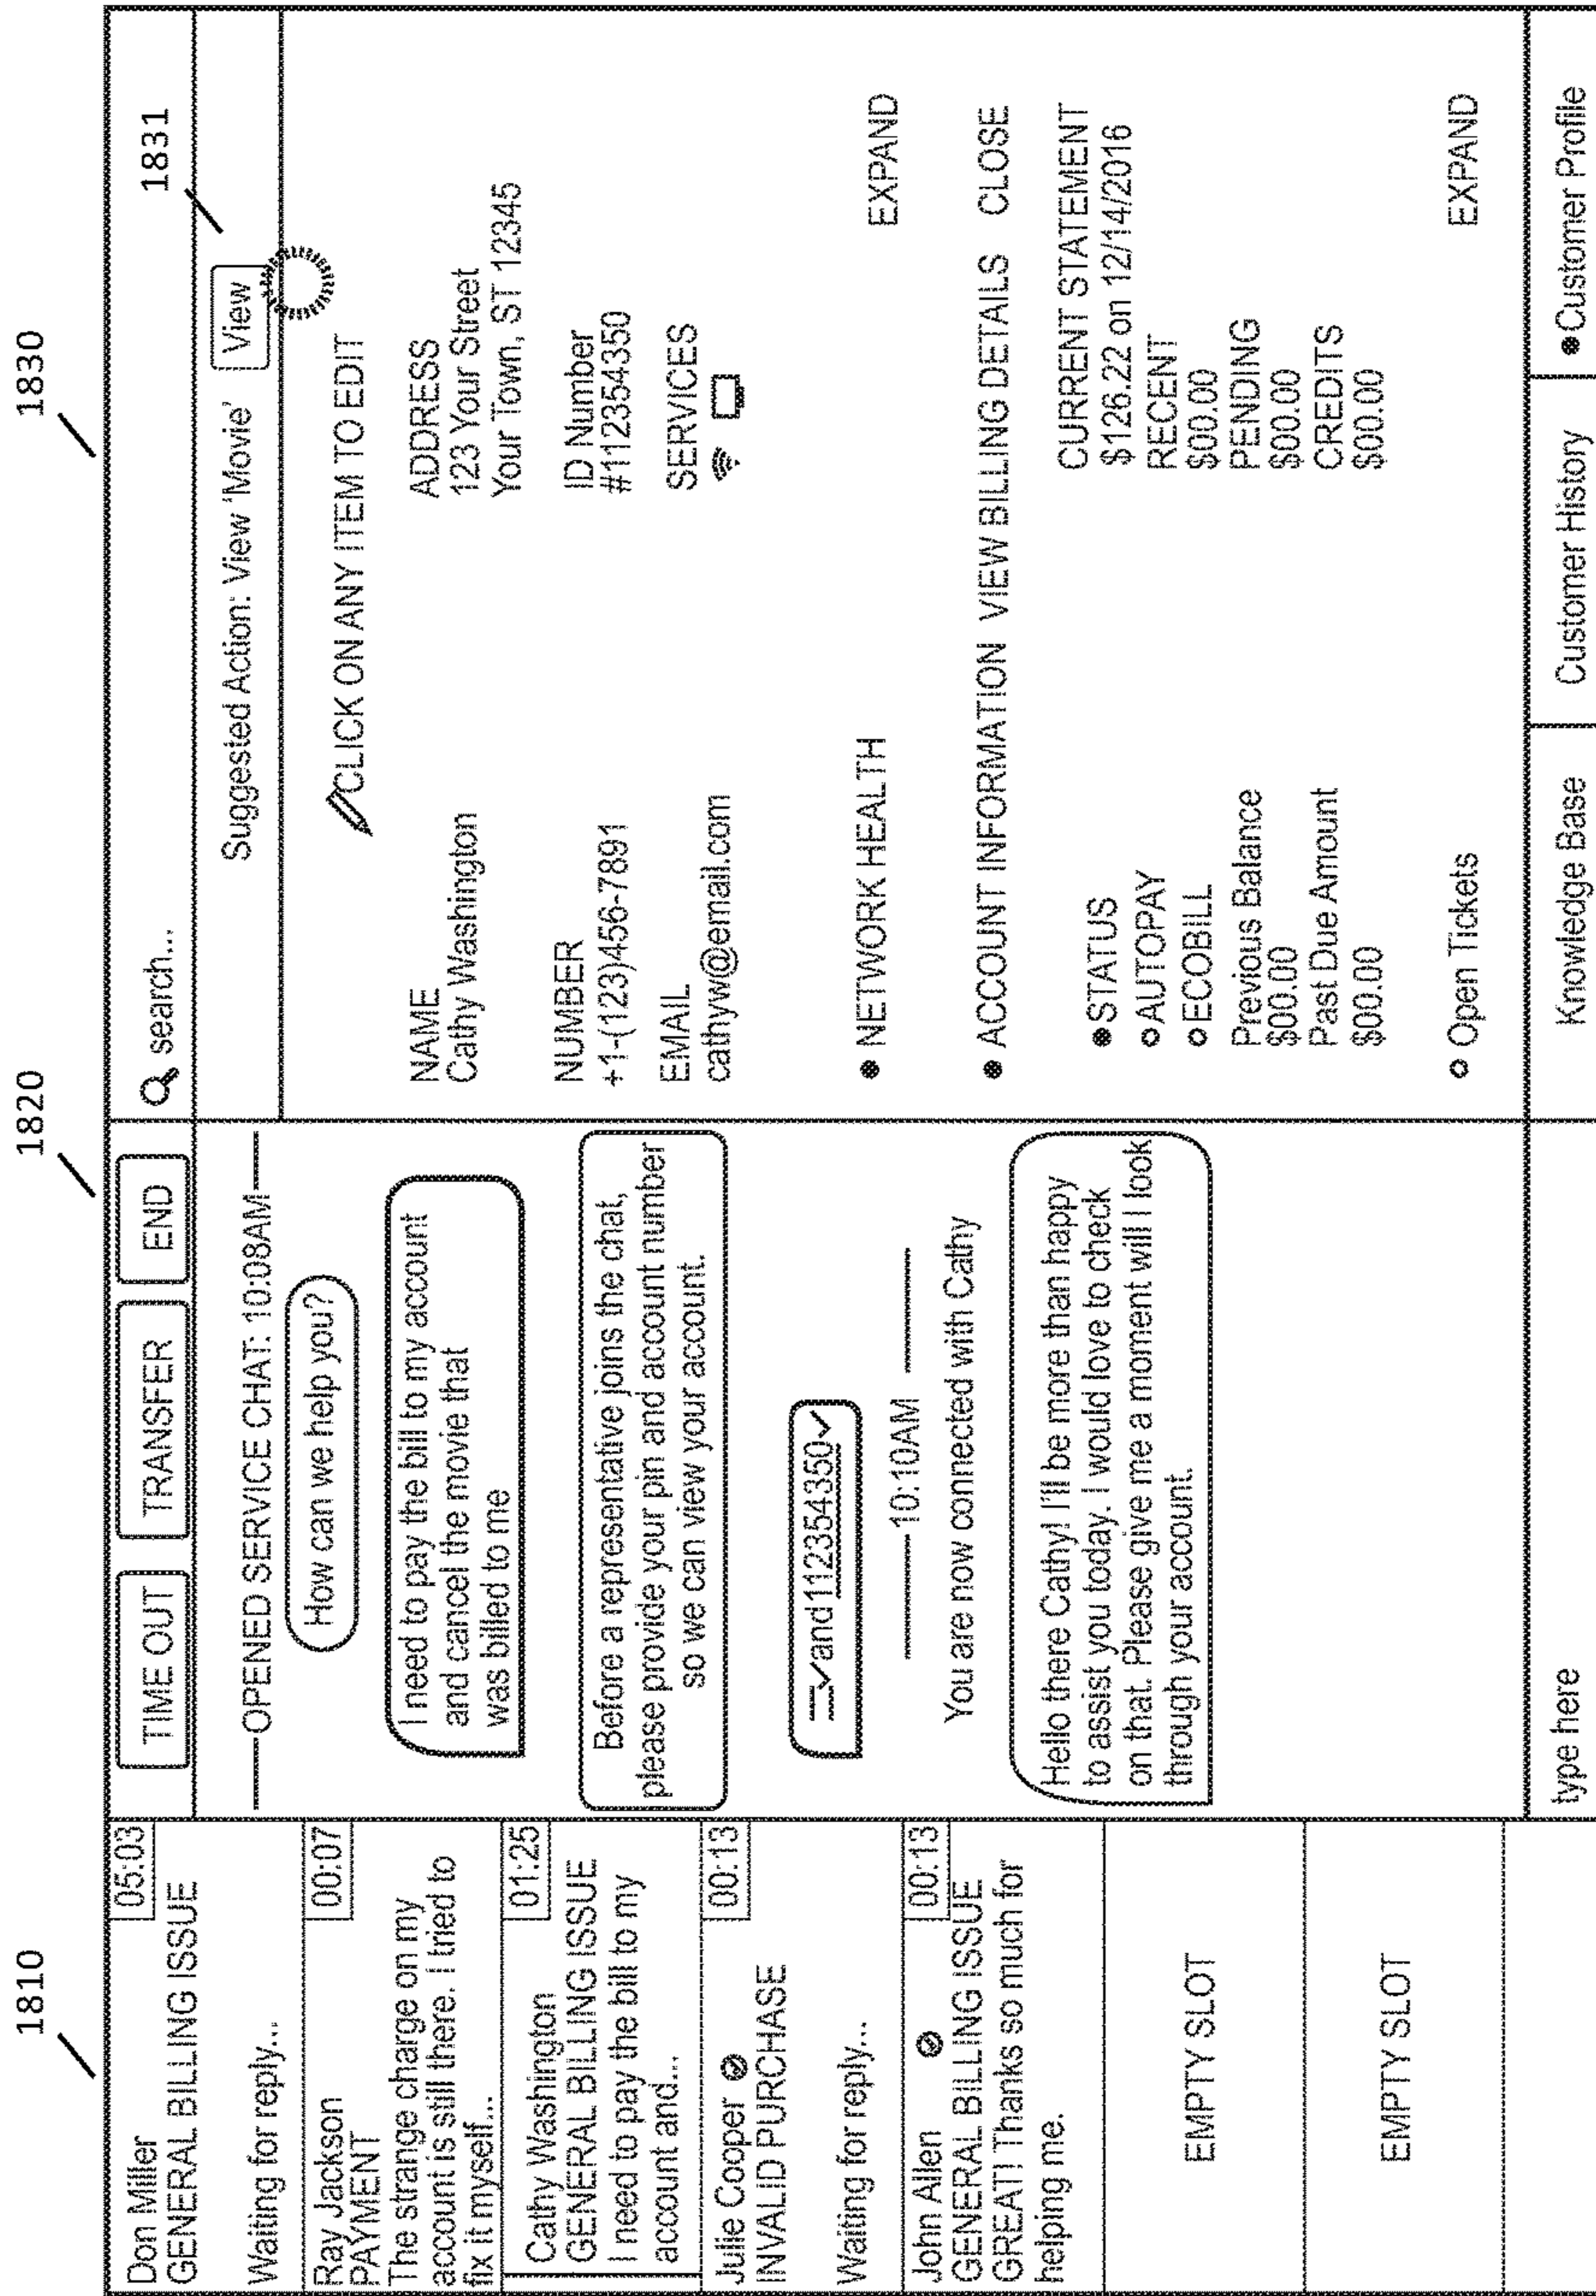 1810
1820
1830
1831
Don Miller
05:03
GENERAL BILLING ISSUE
Waiting for reply...
Ray Jackson
00:07
PAYMENT
The strange charge on my
account is still there. I tried to
fix it myself...
Cathy Washington
01:25
GENERAL BILLING ISSUE
I need to pay the bill to my
account and...
Julie Cooper
00:13
INVALID PURCHASE
Waiting for reply...
John Allen
00:13
GENERAL BILLING ISSUE
GREAT! Thanks so much for
helping me.
EMPTY SLOT
EMPTY SLOT
TIME OUT TRANSFER END
OPENED SERVICE CHAT: 10:08AM
How can we help you?
I need to pay the bill to my account
and cancel the movie that
was billed to me
Before a representative joins the chat,
please provide your pin and account number
so we can view your account.
and 112354350
10:10AM
You are now connected with Cathy
Hello there Cathy! I'll be more than happy
to assist you today. I would love to check
on that. Please give me a moment will I look
through your account.
type here
search...
Suggested Action: View 'Movie' View
CLICK ON ANY ITEM TO EDIT
NAME
Cathy Washington
ADDRESS
123 Your Street
Your Town, ST 12345
NUMBER
+1-(123)456-7891
ID Number
#112354350
EMAIL
cathyw@email.com
SERVICES
NETWORK HEALTH EXPAND
ACCOUNT INFORMATION VIEW BILLING DETAILS CLOSE
STATUS
AUTOPAY
ECOBILL
Previous Balance
$00.00
Past Due Amount
$00.00
CURRENT STATEMENT
$126.22 on 12/14/2016
RECENT
$00.00
PENDING
$00.00
CREDITS
$00.00
Open Tickets EXPAND
Knowledge Base Customer History Customer Profile